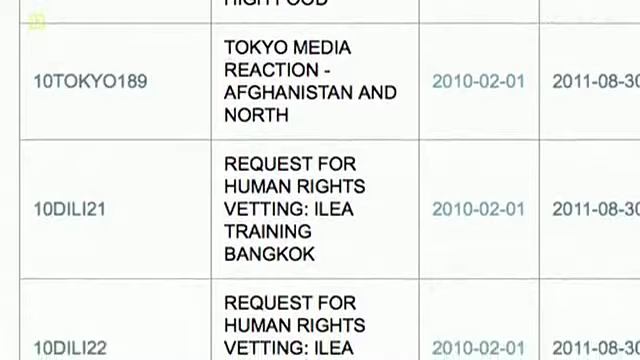 HIGH FOOD
10TOKYO189
TOKYO MEDIA
REACTION -
AFGHANISTAN AND
NORTH
2010-02-01
2011-08-30
10DILI21
REQUEST FOR
HUMAN RIGHTS
VETTING: ILEA
TRAINING
BANGKOK
2010-02-01
2011-08-30
10DILI22
REQUEST FOR
HUMAN RIGHTS
VETTING: ILEA
2010-02-01
2011-08-30